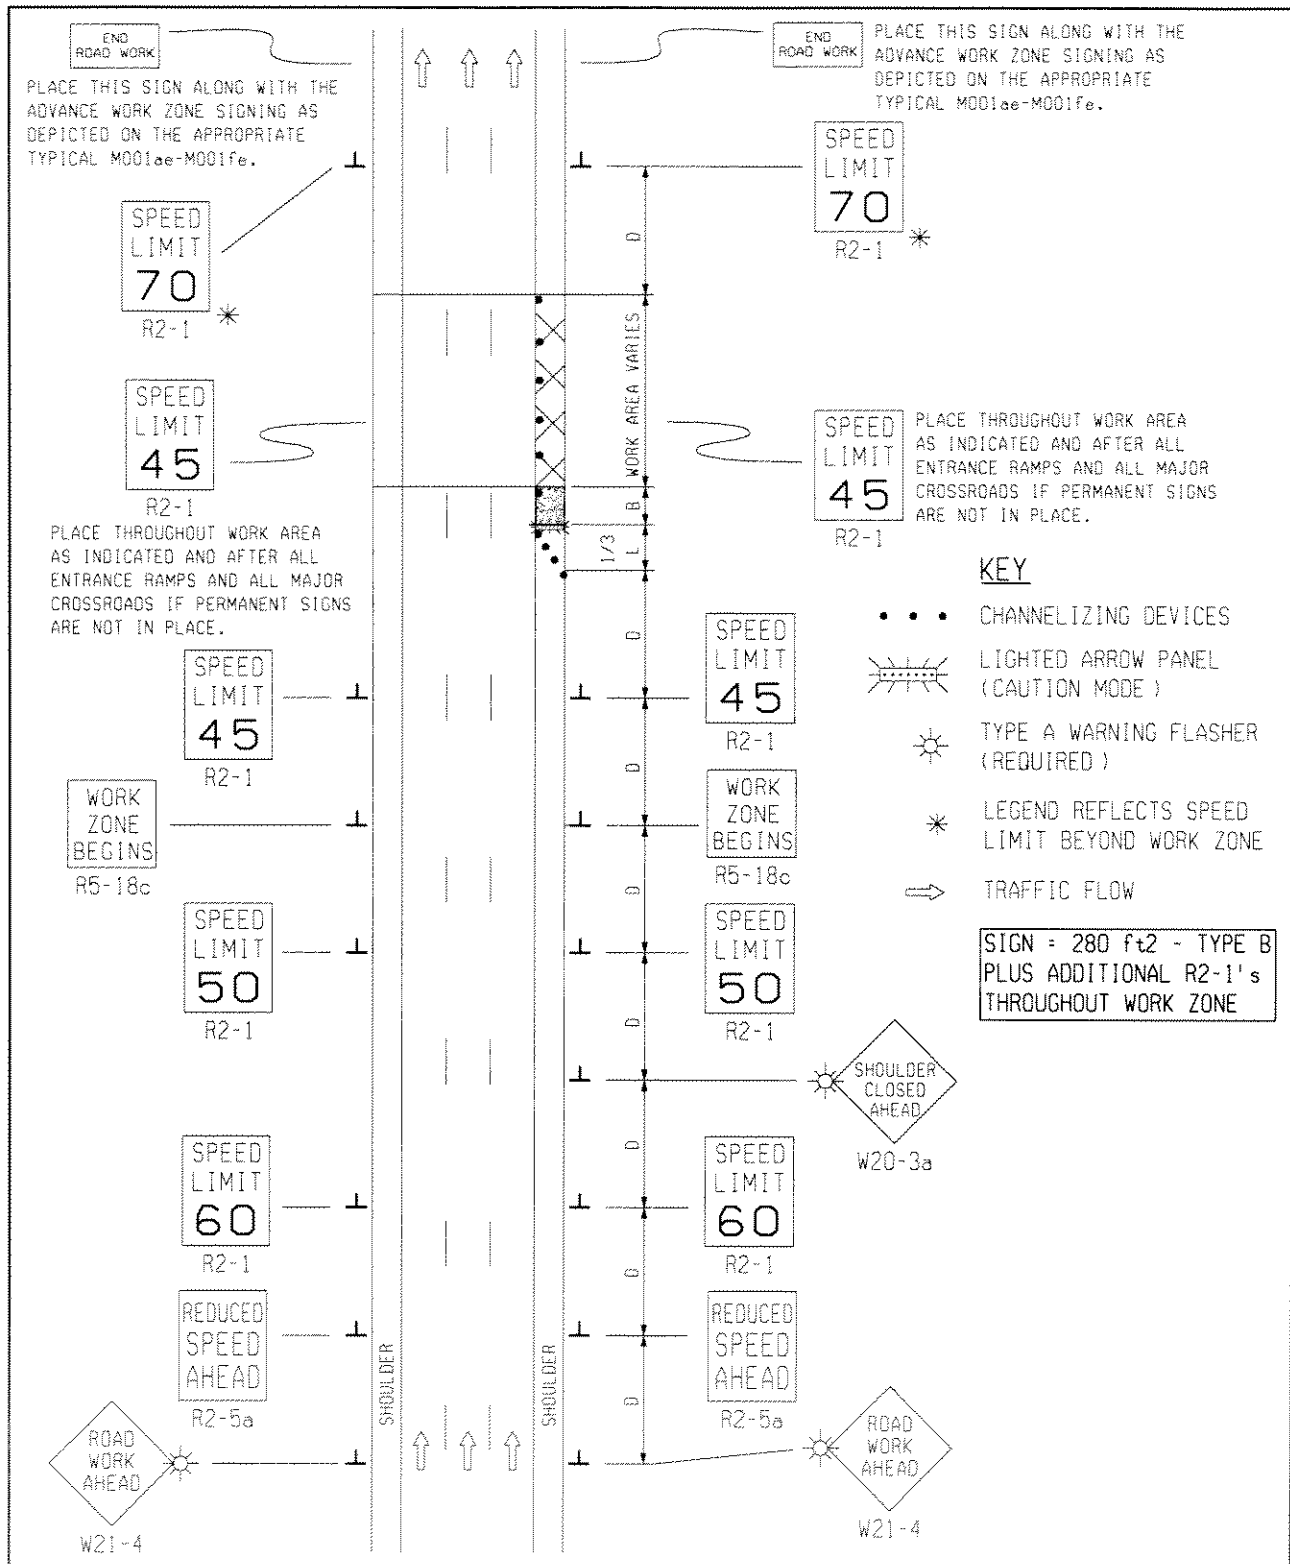 END
ROAD WORK
PLACE THIS SIGN ALONG WITH THE
ADVANCE WORK ZONE SIGNING AS
DEPICTED ON THE APPROPRIATE
TYPICAL M001ae-M001fe.
END
ROAD WORK
PLACE THIS SIGN ALONG WITH THE
ADVANCE WORK ZONE SIGNING AS
DEPICTED ON THE APPROPRIATE
TYPICAL M001ae-M001fe.
SPEED
LIMIT
70
R2-1
SPEED
LIMIT
70
R2-1
D
WORK AREA VARIES
B
1/3 L
SPEED
LIMIT
45
R2-1
PLACE THROUGHOUT WORK AREA
AS INDICATED AND AFTER ALL
ENTRANCE RAMPS AND ALL MAJOR
CROSSROADS IF PERMANENT SIGNS
ARE NOT IN PLACE.
SPEED
LIMIT
45
R2-1
PLACE THROUGHOUT WORK AREA
AS INDICATED AND AFTER ALL
ENTRANCE RAMPS AND ALL MAJOR
CROSSROADS IF PERMANENT SIGNS
ARE NOT IN PLACE.
KEY
CHANNELIZING DEVICES
LIGHTED ARROW PANEL
(CAUTION MODE)
TYPE A WARNING FLASHER
(REQUIRED)
LEGEND REFLECTS SPEED
LIMIT BEYOND WORK ZONE
TRAFFIC FLOW
SIGN = 280 ft2 - TYPE B
PLUS ADDITIONAL R2-1's
THROUGHOUT WORK ZONE
SPEED
LIMIT
45
R2-1
D
SPEED
LIMIT
45
R2-1
D
WORK
ZONE
BEGINS
R5-18c
WORK
ZONE
BEGINS
R5-18c
D
SPEED
LIMIT
50
R2-1
SPEED
LIMIT
50
R2-1
D
SHOULDER
CLOSED
AHEAD
W20-3a
D
SPEED
LIMIT
60
R2-1
SPEED
LIMIT
60
R2-1
D
REDUCED
SPEED
AHEAD
R2-5a
SHOULDER
SHOULDER
REDUCED
SPEED
AHEAD
R2-5a
D
ROAD
WORK
AHEAD
W21-4
ROAD
WORK
AHEAD
W21-4